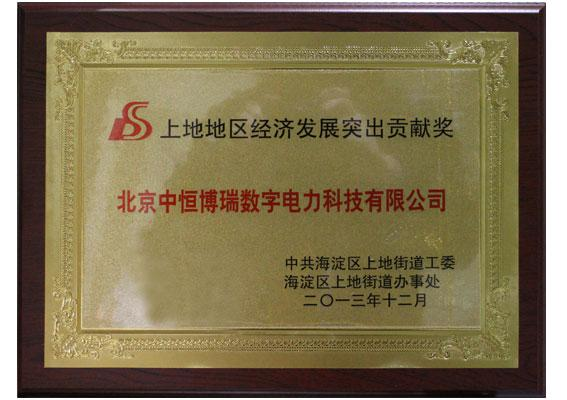 上地地区经济发展突出贡献奖
北京中恒博瑞数字电力科技有限公司
中共海淀区上地街道工委
海淀区上地街道办事处
二〇一三年十二月